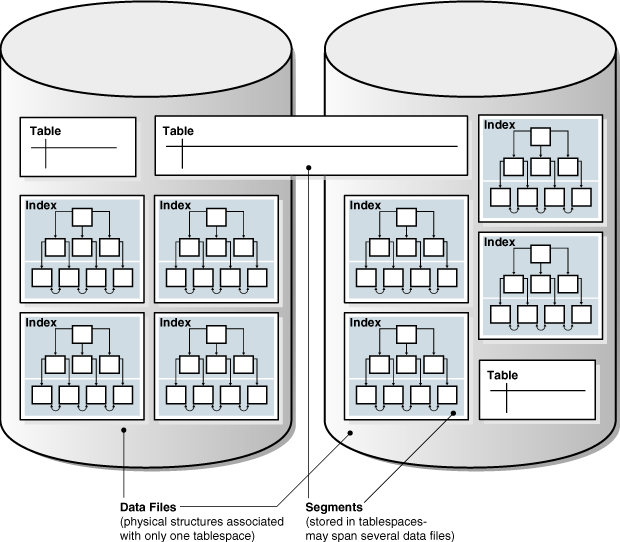 Table
Table
Index
Index
Index
Index
Index
Index
Index
Index
Table
Data Files
(physical structures associated
with only one tablespace)
Segments
(stored in tablespaces-
may span several data files)